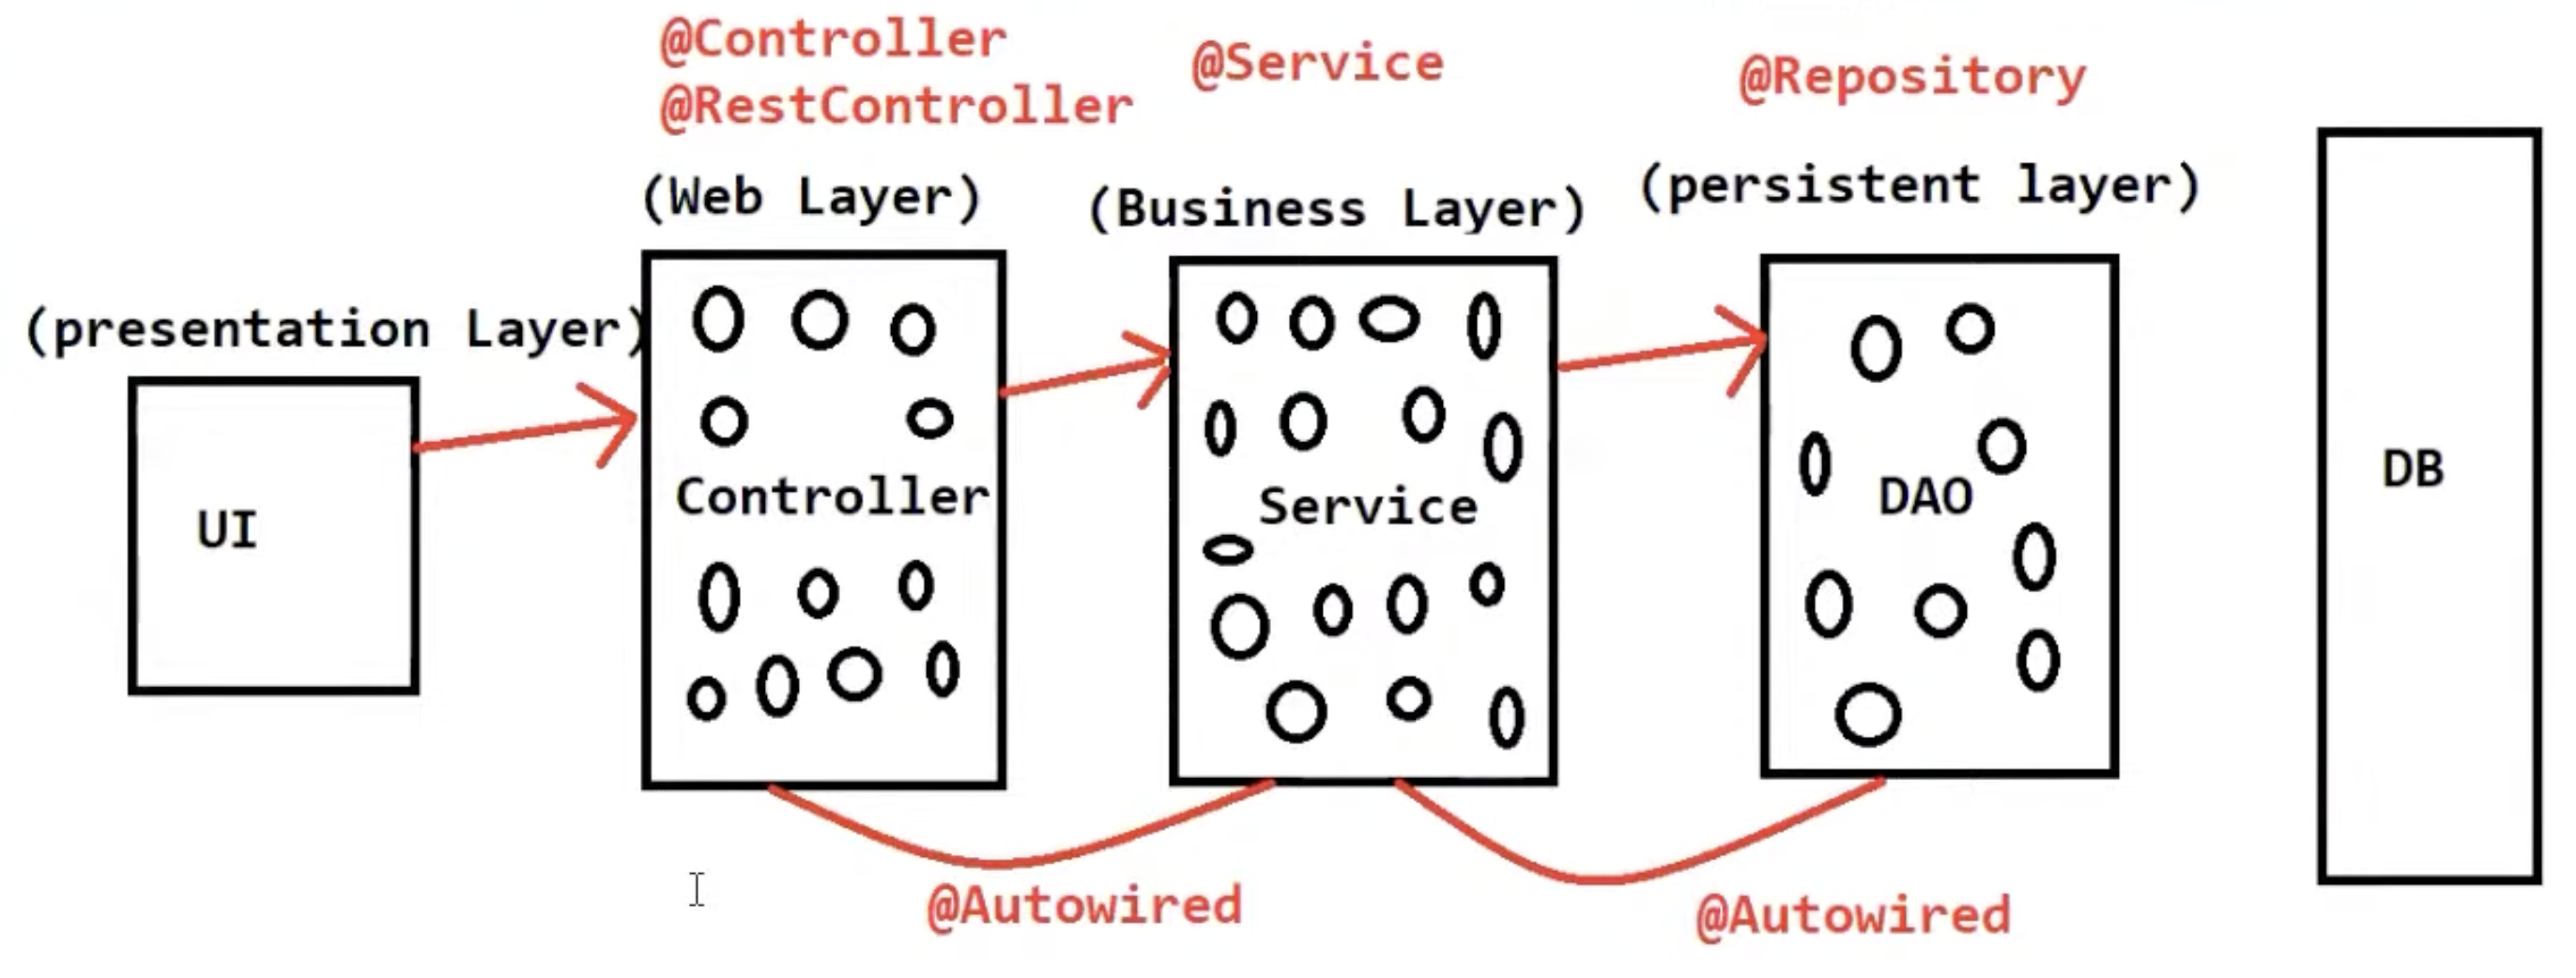 @Controller
@RestController
@Service
@Repository
(Web Layer)
(Business Layer)
(persistent layer)
(presentation Layer)
UI
Controller
Service
DAO
DB
@Autowired
@Autowired